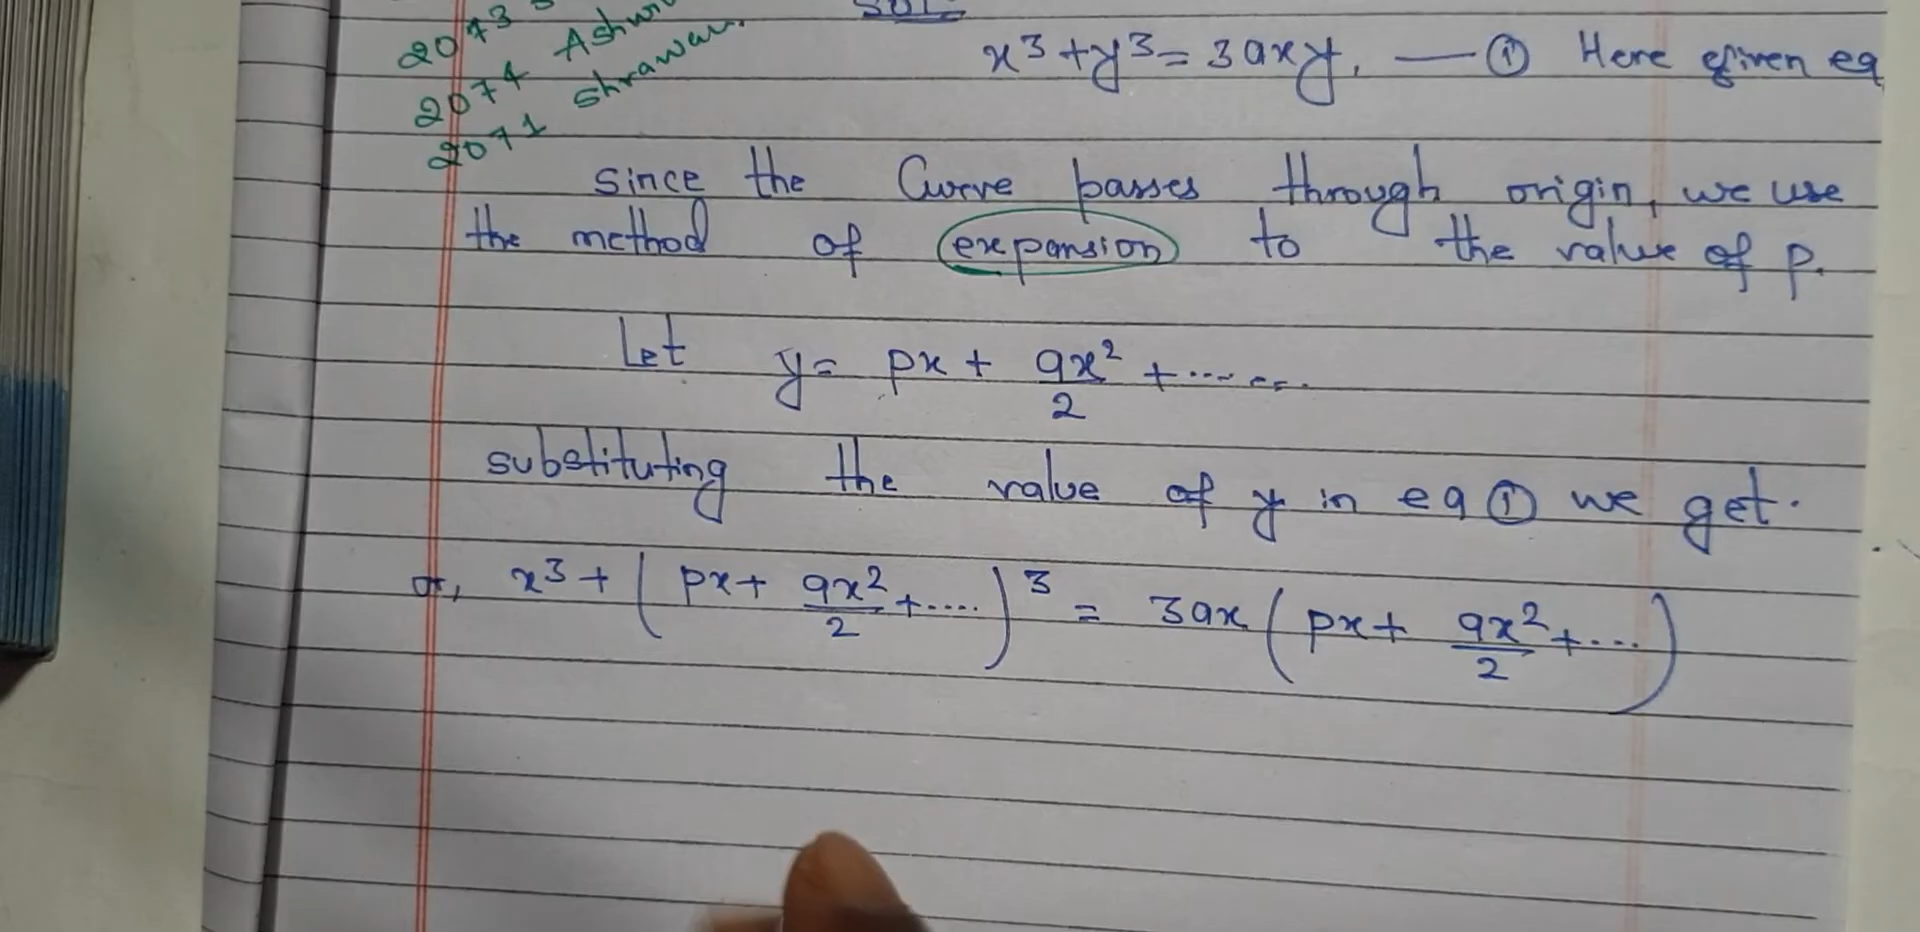 2073
2074 Ashwi
2071 shrawan.
Sol
x³ + y³ = 3axy. — ① Here given eq
since the Curve passes through origin, we use
the method of expansion to the value of p.
Let y = px + qx²/2 + ........
substituting the value of y in eq ① we get.
or, x³ + (px + qx²/2 + ....)³ = 3ax (px + qx²/2 + ...)